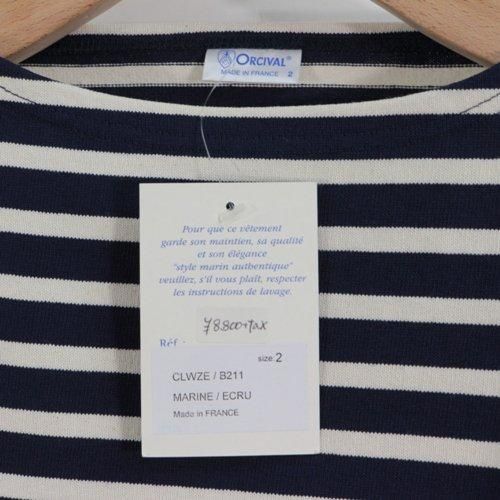 ORCIVAL®
MADE IN FRANCE 2
Pour que ce vêtement
garde son maintien, sa qualité
et son élégance
"style marin authentique"
veuillez, s'il vous plaît, respecter
les instructions de lavage.
¥8.800+tax
Réf :
size: 2
CLWZE / B211
MARINE / ECRU
Made in FRANCE